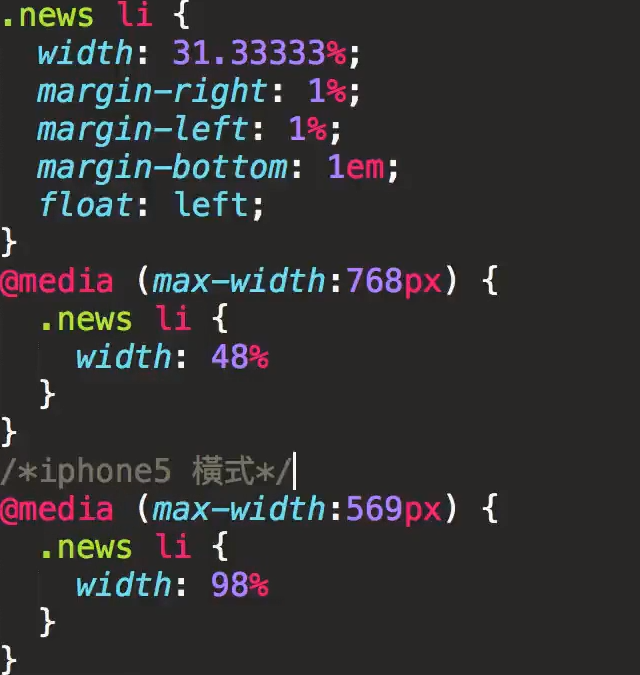 .news li {
  width: 31.33333%;
  margin-right: 1%;
  margin-left: 1%;
  margin-bottom: 1em;
  float: left;
}
@media (max-width:768px) {
  .news li {
    width: 48%
  }
}
/*iphone5 橫式*/
@media (max-width:569px) {
  .news li {
    width: 98%
  }
}